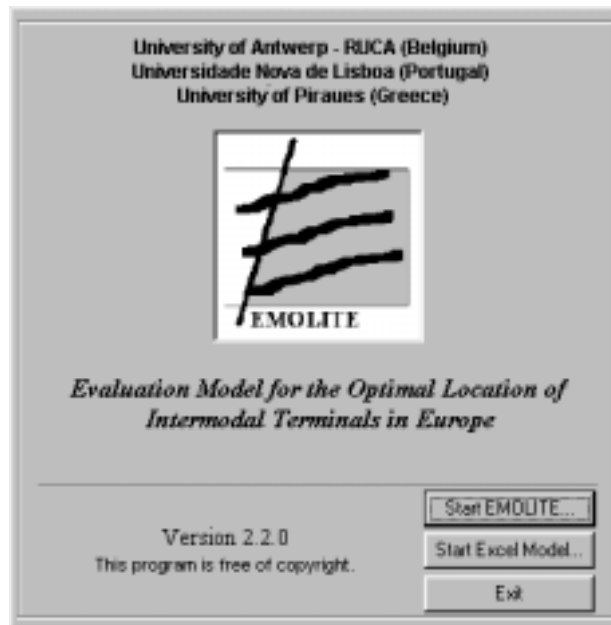 University of Antwerp - RUCA (Belgium)
Universidade Nova de Lisboa (Portugal)
University of Piraues (Greece)
EMOLITE
Evaluation Model for the Optimal Location of
Intermodal Terminals in Europe
Version 2.2.0
This program is free of copyright.
Start EMOLITE...
Start Excel Model...
Exit